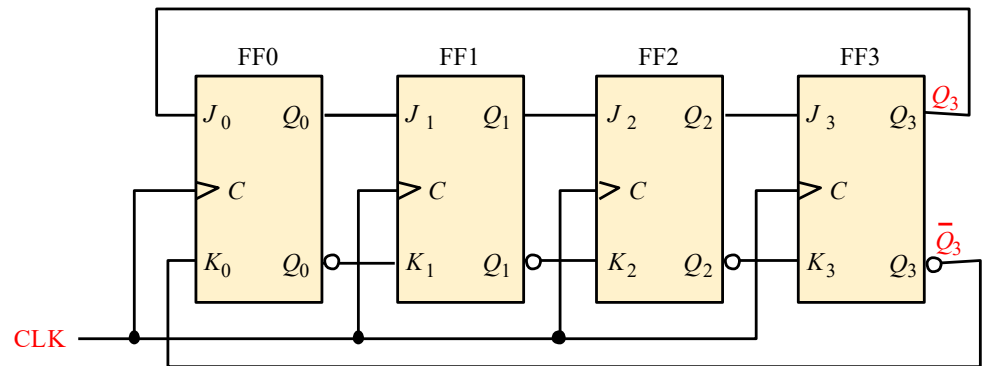 FF0 FF1 FF2 FF3
J0 Q0 J1 Q1 J2 Q2 J3 Q3 Q3
C C C C
K0 Q0 K1 Q1 K2 Q2 K3 Q3 Q̅3
CLK